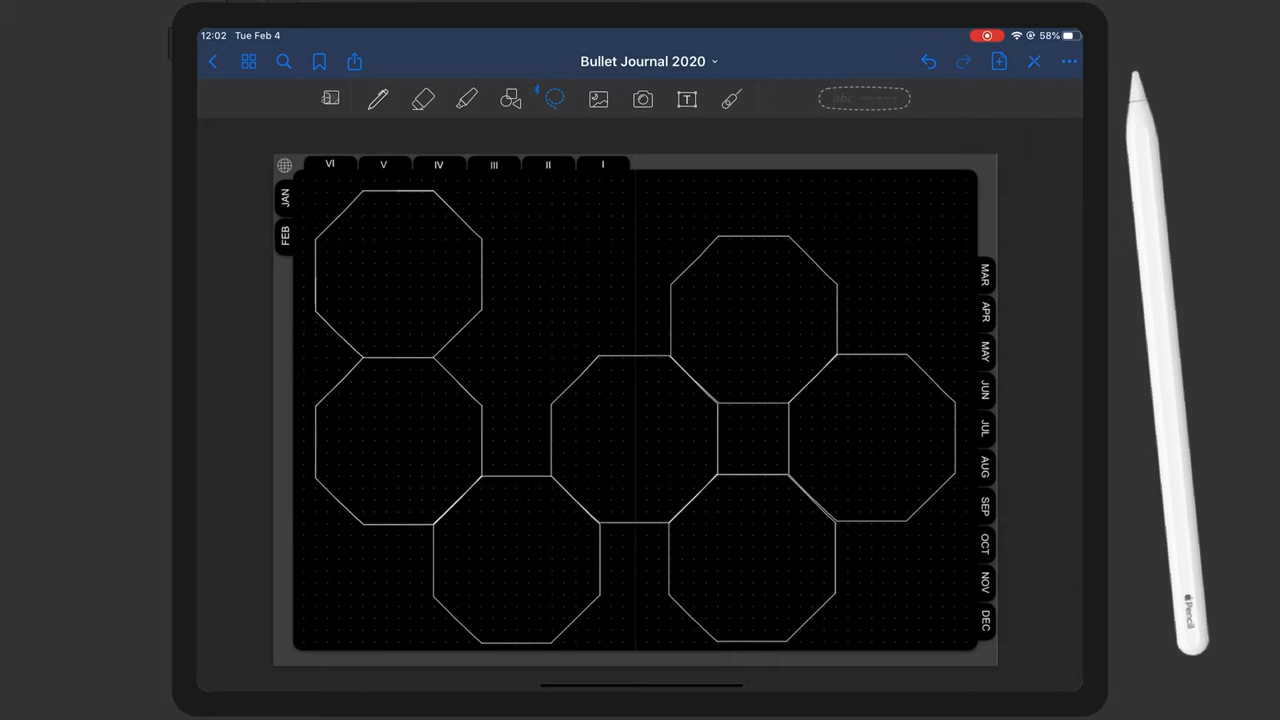 12:02 Tue Feb 4 58%
Bullet Journal 2020
T
VI V IV III II I
JAN
FEB
MAR
APR
MAY
JUN
JUL
AUG
SEP
OCT
NOV
DEC
Pencil